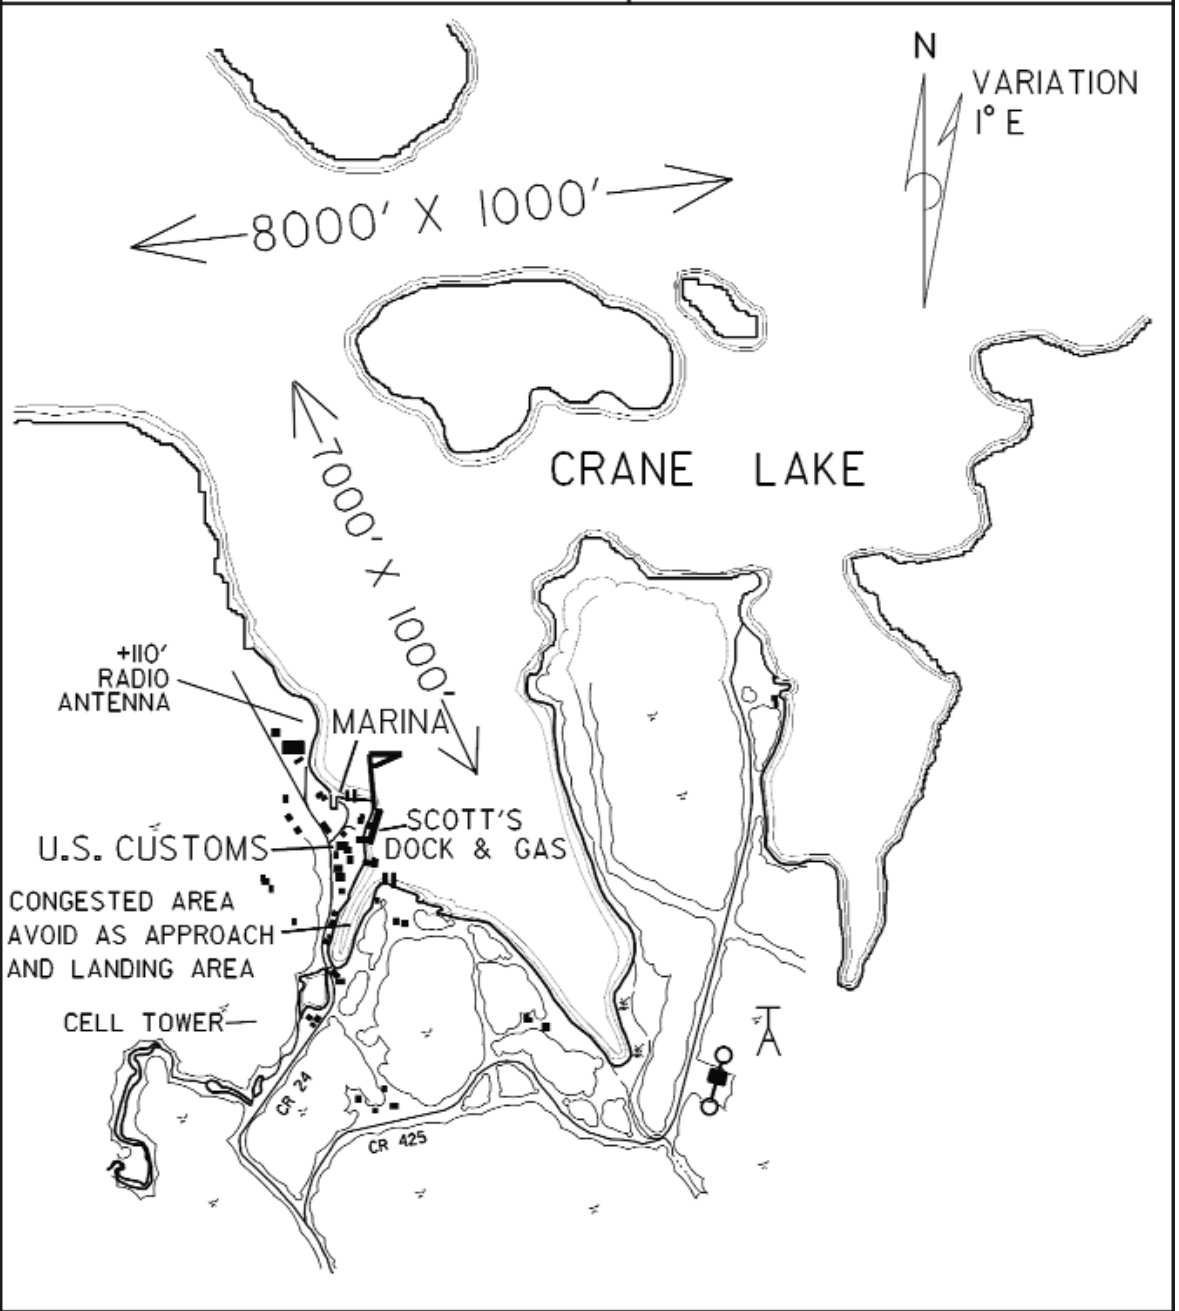 N
VARIATION
1° E
8000' X 1000'
7000' X 1000'
CRANE LAKE
+110'
RADIO
ANTENNA
MARINA
SCOTT'S
DOCK & GAS
U.S. CUSTOMS
CONGESTED AREA
AVOID AS APPROACH
AND LANDING AREA
CELL TOWER
CR 24
CR 425